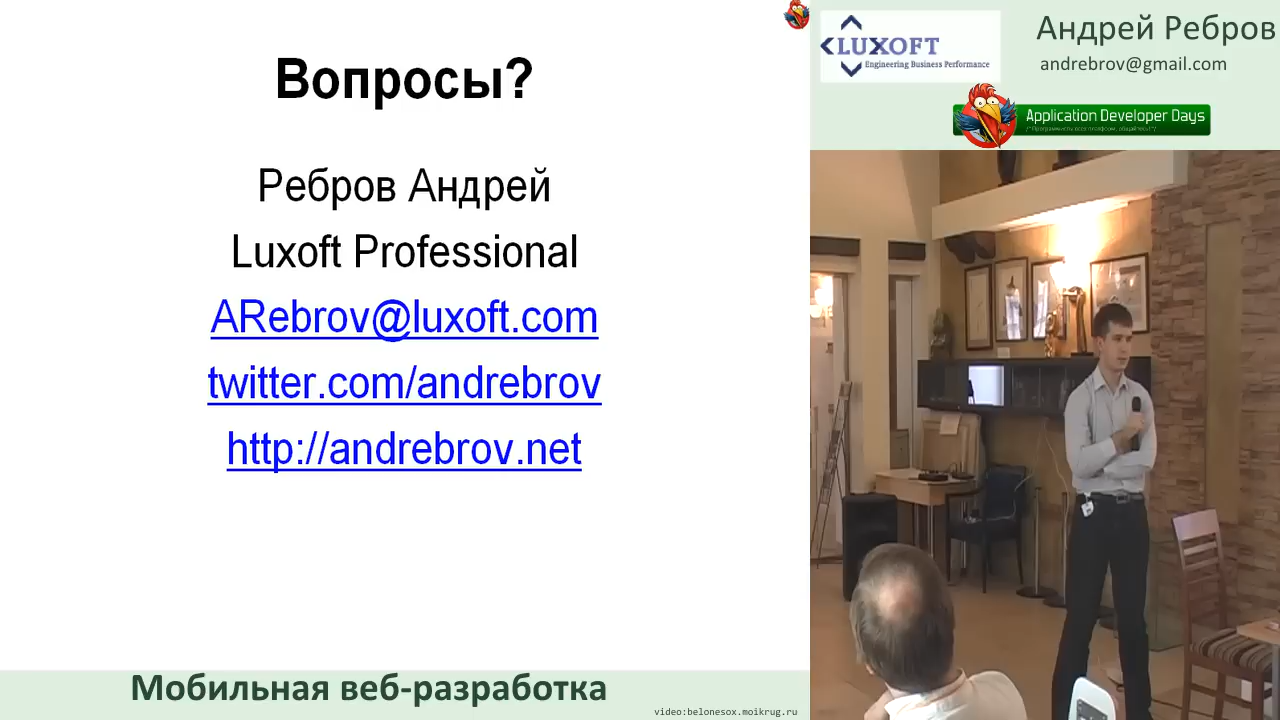 Вопросы?
Ребров Андрей
Luxoft Professional
ARebrov@luxoft.com
twitter.com/andrebrov
http://andrebrov.net
Мобильная веб-разработка
video:belonesox.moikrug.ru
LUXOFT
Engineering Business Performance
Андрей Ребров
andrebrov@gmail.com
Application Developer Days